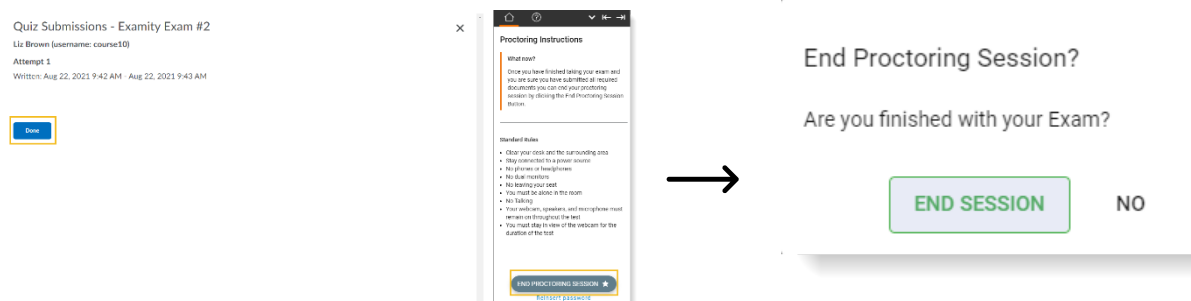 Quiz Submissions - Examity Exam #2
Liz Brown (username: course10)
Attempt 1
Written: Aug 22, 2021 9:42 AM - Aug 22, 2021 9:43 AM
Done
Proctoring Instructions
What now?
Once you have finished taking your exam and
you are sure you have submitted all required
documents you can end your proctoring
session by clicking the End Proctoring Session
Button.
Standard Rules
• Clear your desk and the surrounding area
• Stay connected to a power source
• No phones or headphones
• No dual monitors
• No leaving your seat
• You must be alone in the room
• No Talking
• Your webcam, speakers, and microphone must
remain on throughout the test
• You must stay in view of the webcam for the
duration of the test
END PROCTORING SESSION
Reinsert password
End Proctoring Session?
Are you finished with your Exam?
END SESSION
NO